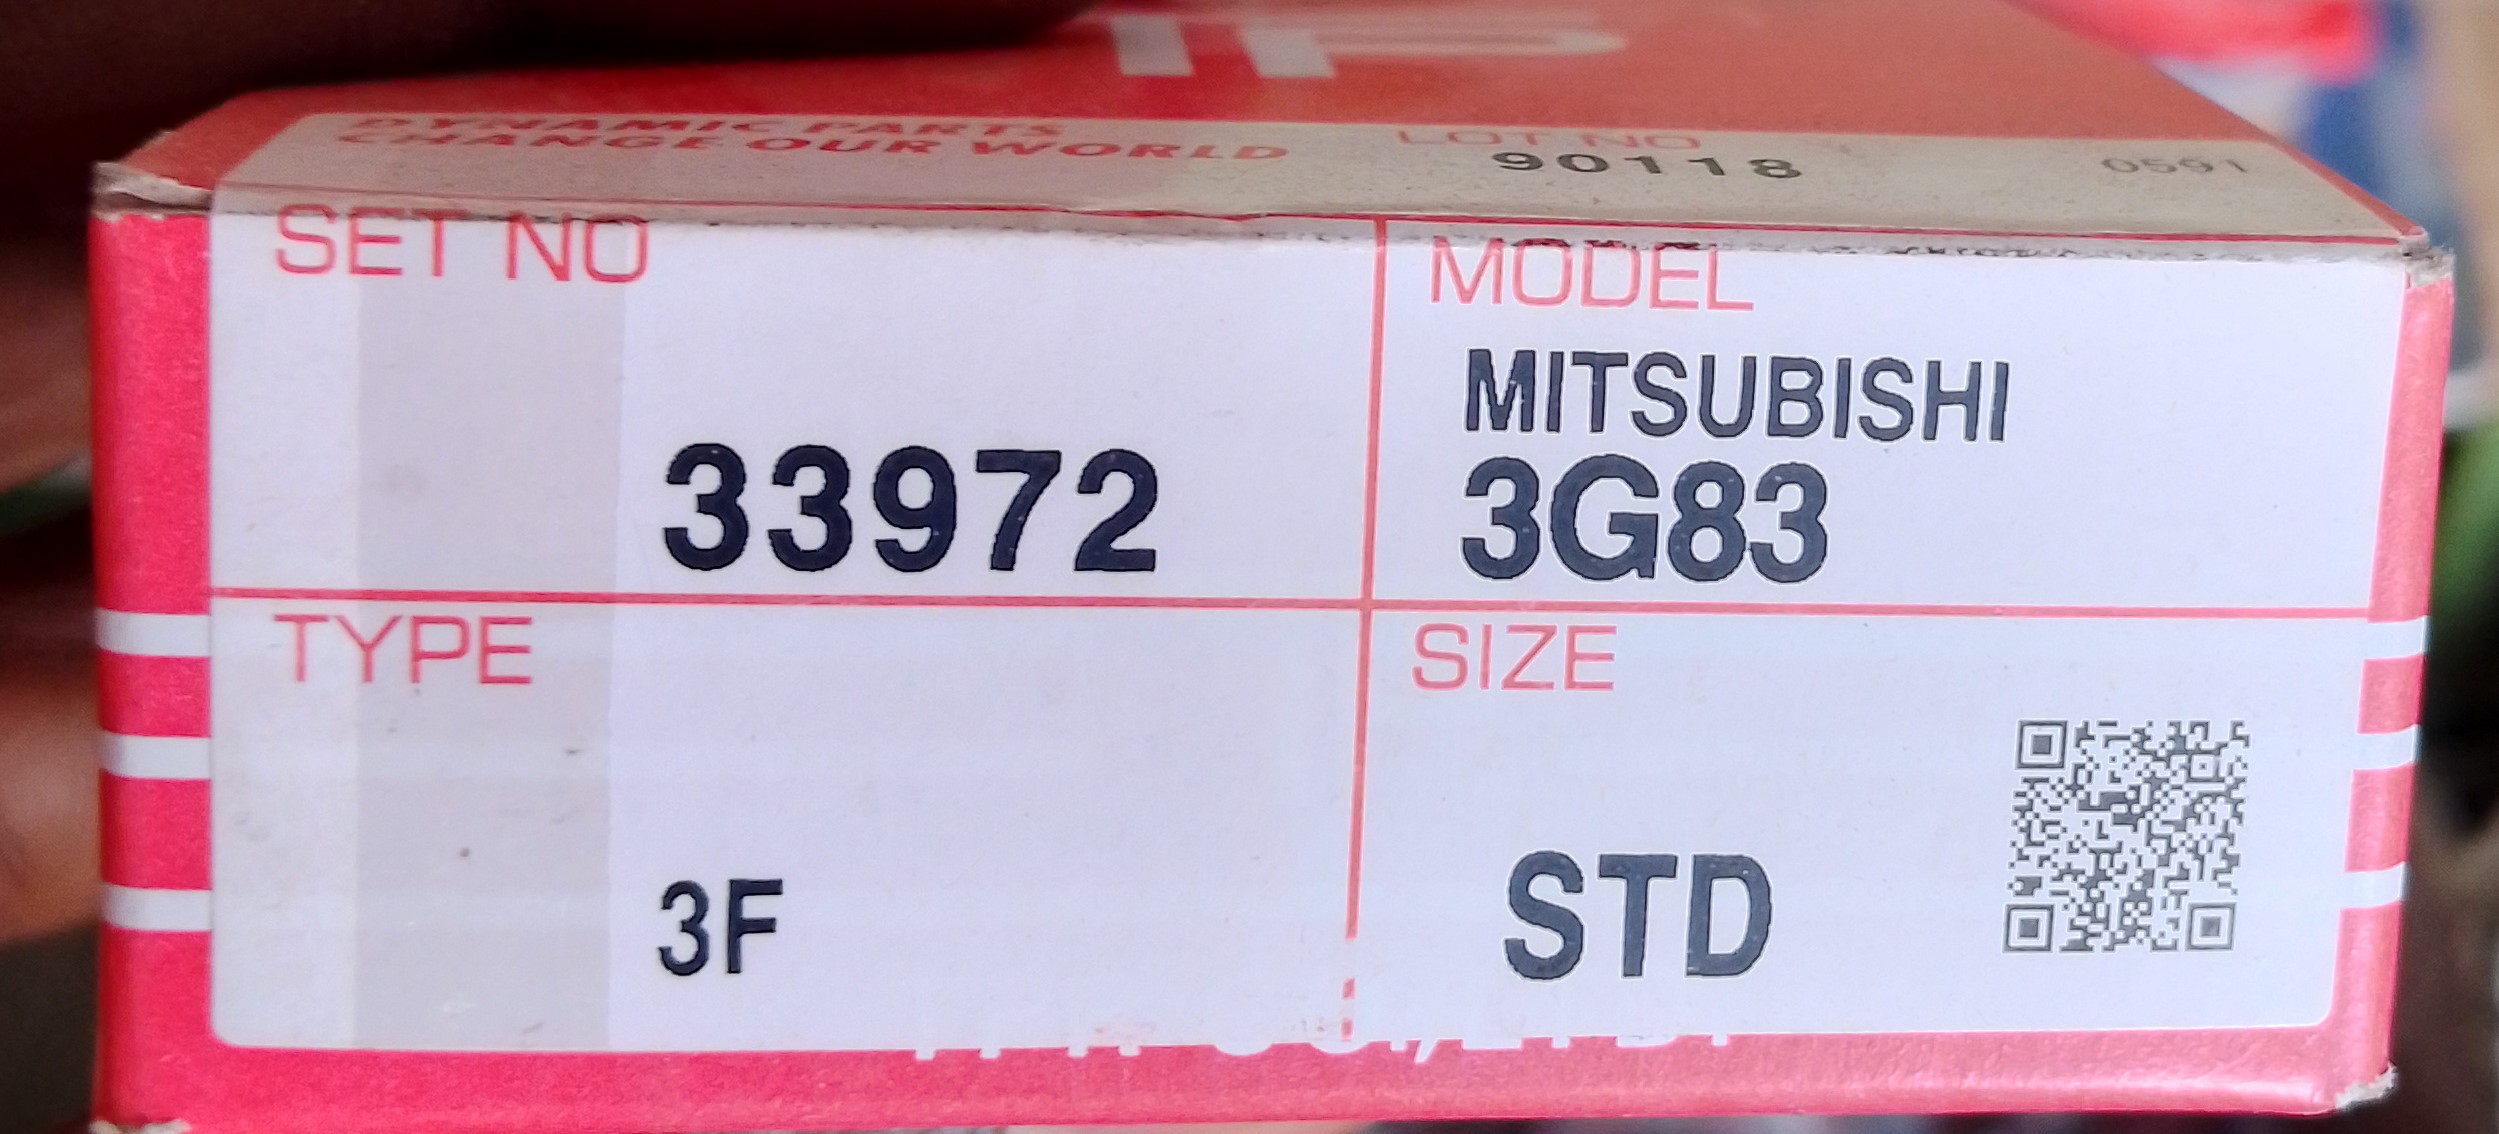 DYNAMIC PARTS
CHANGE OUR WORLD
LOT NO
90118
0591
SET NO
33972
MODEL
MITSUBISHI
3G83
TYPE
3F
SIZE
STD